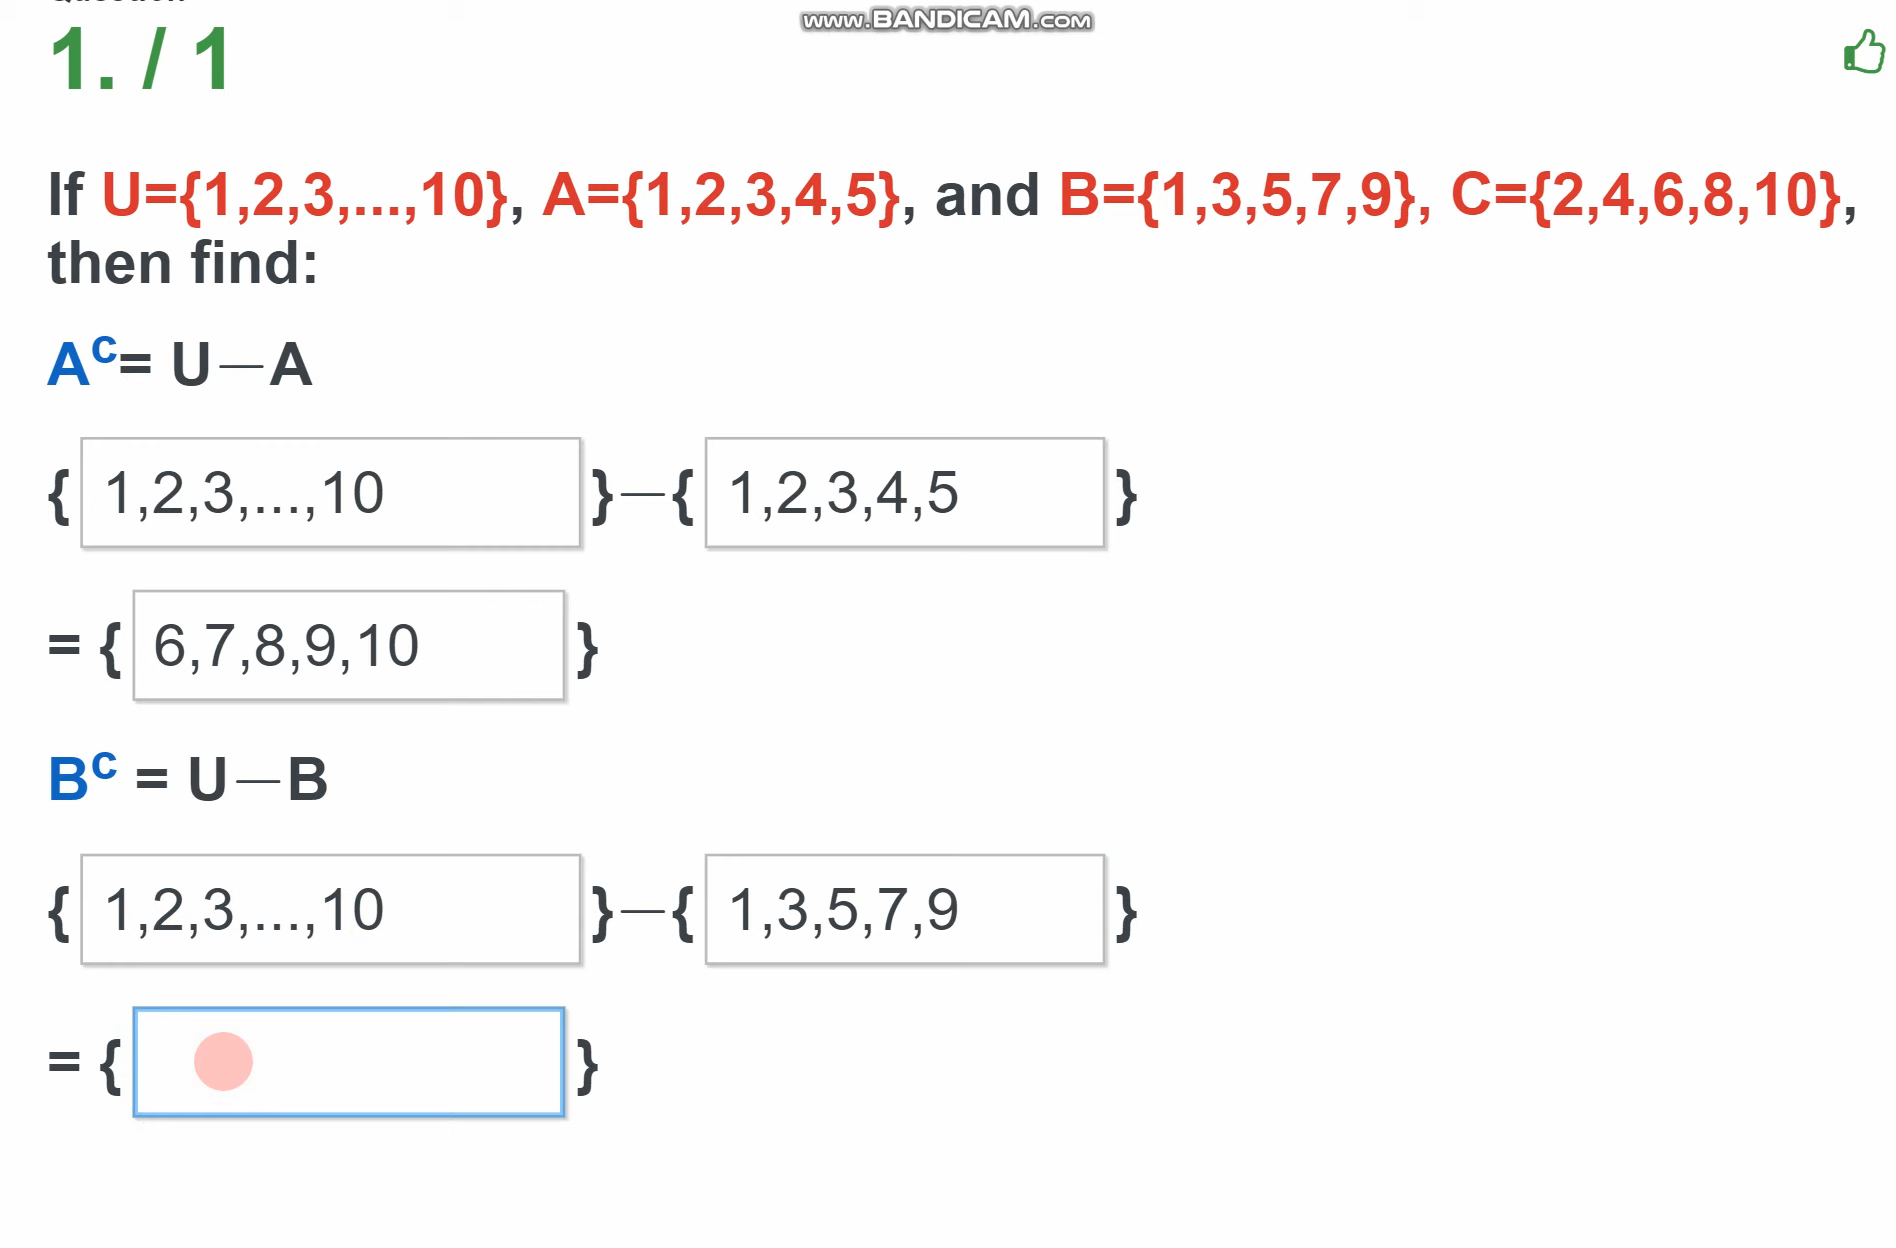 www.BANDICAM.com
1. / 1
If U={1,2,3,...,10}, A={1,2,3,4,5}, and B={1,3,5,7,9}, C={2,4,6,8,10},
then find:
Aᶜ= U—A
{ 1,2,3,...,10 }—{ 1,2,3,4,5 }
= { 6,7,8,9,10 }
Bᶜ = U—B
{ 1,2,3,...,10 }—{ 1,3,5,7,9 }
= { }